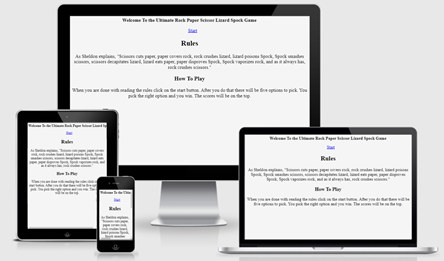 Welcome To the Ultimate Rock Paper Scissor Lizard Spock Game
Start
Rules
As Sheldon explains, "Scissors cuts paper, paper covers rock, rock crushes lizard, lizard poisons Spock, Spock smashes
scissors, scissors decapitates lizard, lizard eats paper, paper disproves Spock, Spock vaporizes rock, and as it always has,
rock crushes scissors."
How To Play
When you are done with reading the rules click on the start button. After you do that there will be five options to pick. You
pick the right option and you won. The scores will be on the top.
Welcome To the Ultimate Rock Paper Scissor Lizard Sp
Start
Rules
As Sheldon explains, "Scissors cuts paper, paper covers
rock, rock crushes lizard, lizard poisons Spock, Spock
smashes scissors, scissors decapitates lizard, lizard eats
paper, paper disproves Spock, Spock vaporizes rock, and
as it always has, rock crushes scissors."
How To Play
When you are done with reading the rules click on the
start button. After you do that there will be five options to
pick. You pick the right option and you won. The scores
will be on the top.
Welcome To the Ultim
Start
Rules
As Sheldon explains,
"Scissors cuts paper,
paper covers rock, rock
crushes lizard, lizard
poisons Spock, Spock
smashes scissors,
Welcome To the Ultimate Rock Paper Scissor Lizard Spock Game
Start
Rules
As Sheldon explains, "Scissors cuts paper, paper covers rock, rock crushes lizard, lizard poisons
Spock, Spock smashes scissors, scissors decapitates lizard, lizard eats paper, paper disproves
Spock, Spock vaporizes rock, and as it always has, rock crushes scissors."
How To Play
When you are done with reading the rules click on the start button. After you do that there will be
five options to pick. You pick the right option and you won. The scores will be on the top.